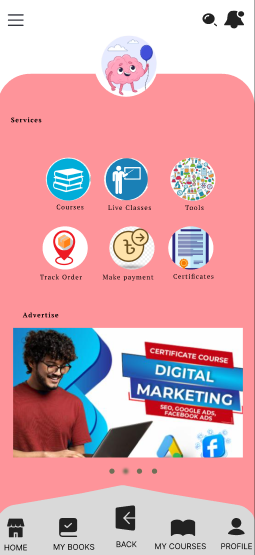 Services
Courses
Live Classes
Tools
Track Order
Make payment
Certificates
Advertise
CERTIFICATE COURSE
DIGITAL
MARKETING
SEO, GOOGLE ADS,
FACEBOOK ADS
HOME
MY BOOKS
BACK
MY COURSES
PROFILE